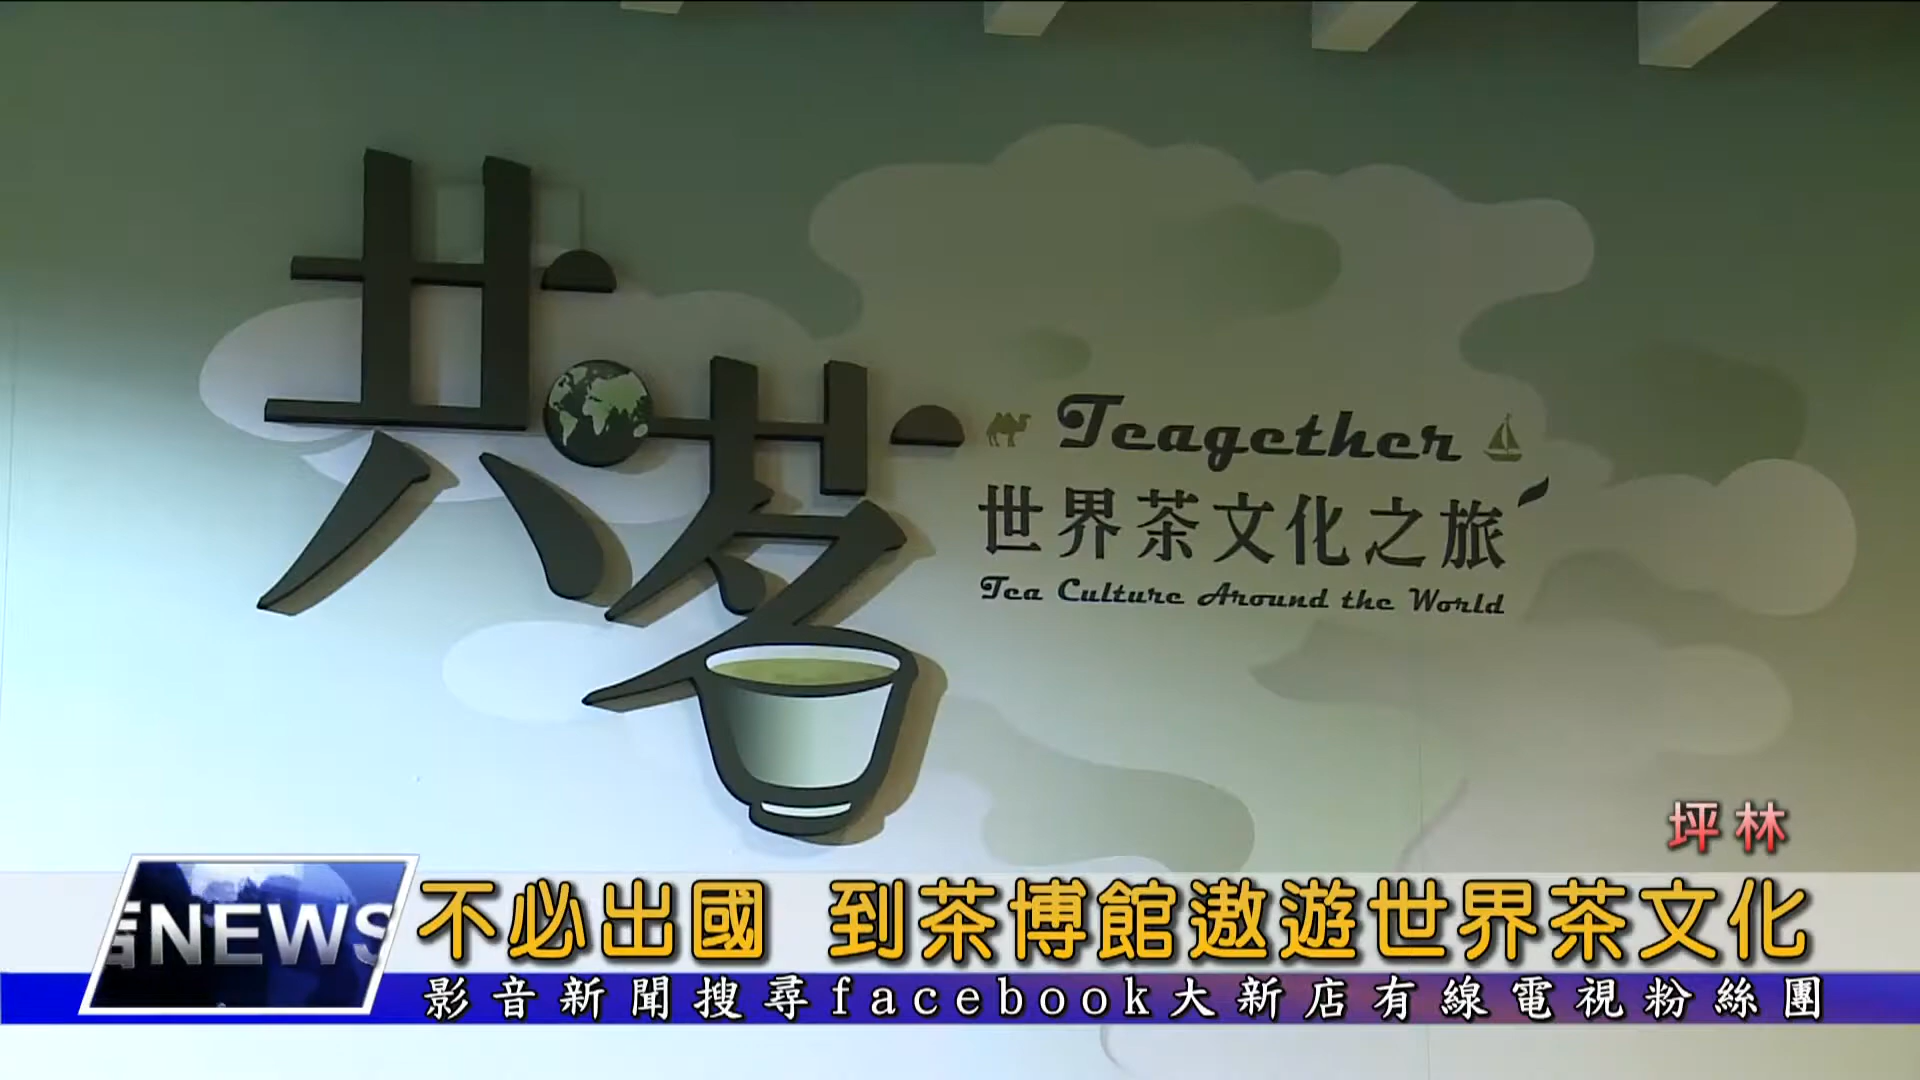 共茗
Teagether
世界茶文化之旅
Tea Culture Around the World
坪林
NEWS
不必出國 到茶博館遨遊世界茶文化
影音新聞搜尋facebook大新店有線電視粉絲團